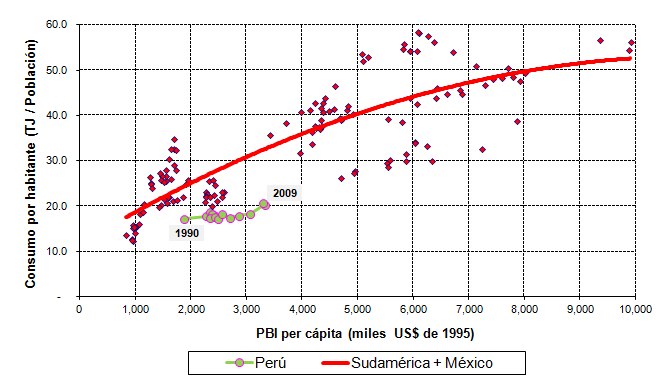 Consumo por habitante (TJ / Población)
60.0
50.0
40.0
30.0
20.0
10.0
-
2009
1990
0 1,000 2,000 3,000 4,000 5,000 6,000 7,000 8,000 9,000 10,000
PBI per cápita (miles US$ de 1995)
Perú Sudamérica + México